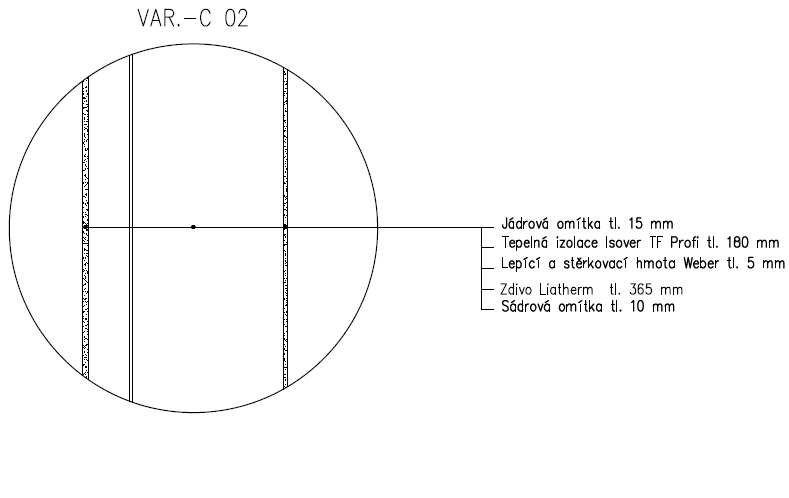 VAR.-C 02
Jádrová omítka tl. 15 mm
Tepelná izolace Isover TF Profi tl. 180 mm
Lepící a stěrkovací hmota Weber tl. 5 mm
Zdivo Liatherm tl. 365 mm
Sádrová omítka tl. 10 mm